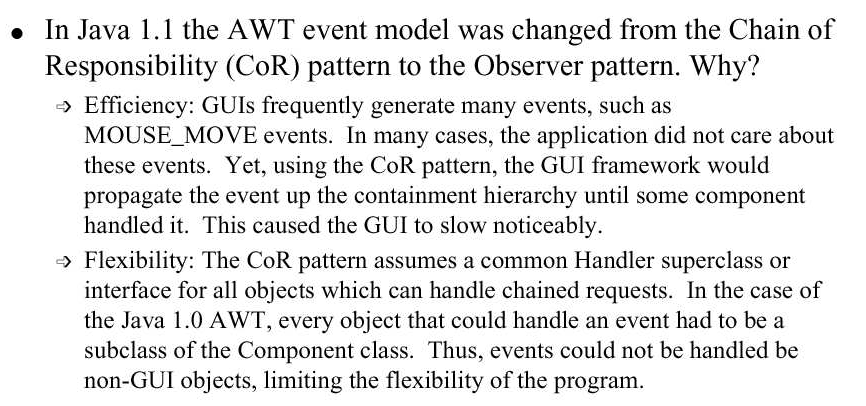 • In Java 1.1 the AWT event model was changed from the Chain of
Responsibility (CoR) pattern to the Observer pattern. Why?
⇨ Efficiency: GUIs frequently generate many events, such as
MOUSE_MOVE events. In many cases, the application did not care about
these events. Yet, using the CoR pattern, the GUI framework would
propagate the event up the containment hierarchy until some component
handled it. This caused the GUI to slow noticeably.
⇨ Flexibility: The CoR pattern assumes a common Handler superclass or
interface for all objects which can handle chained requests. In the case of
the Java 1.0 AWT, every object that could handle an event had to be a
subclass of the Component class. Thus, events could not be handled be
non-GUI objects, limiting the flexibility of the program.